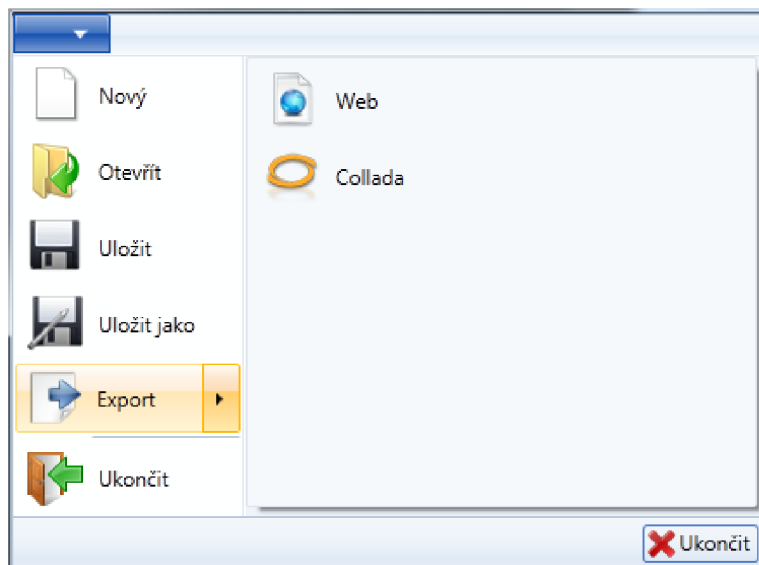 Nový
Otevřít
Uložit
Uložit jako
Export
Ukončit
Web
Collada
Ukončit